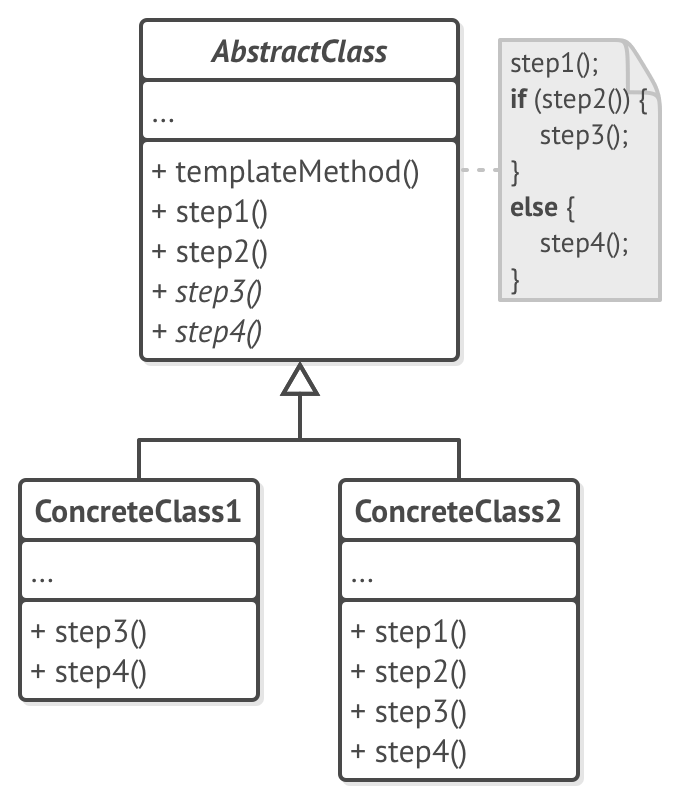 AbstractClass
...
+ templateMethod()
+ step1()
+ step2()
+ step3()
+ step4()
step1();
if (step2()) {
step3();
}
else {
step4();
}
ConcreteClass1
...
+ step3()
+ step4()
ConcreteClass2
...
+ step1()
+ step2()
+ step3()
+ step4()